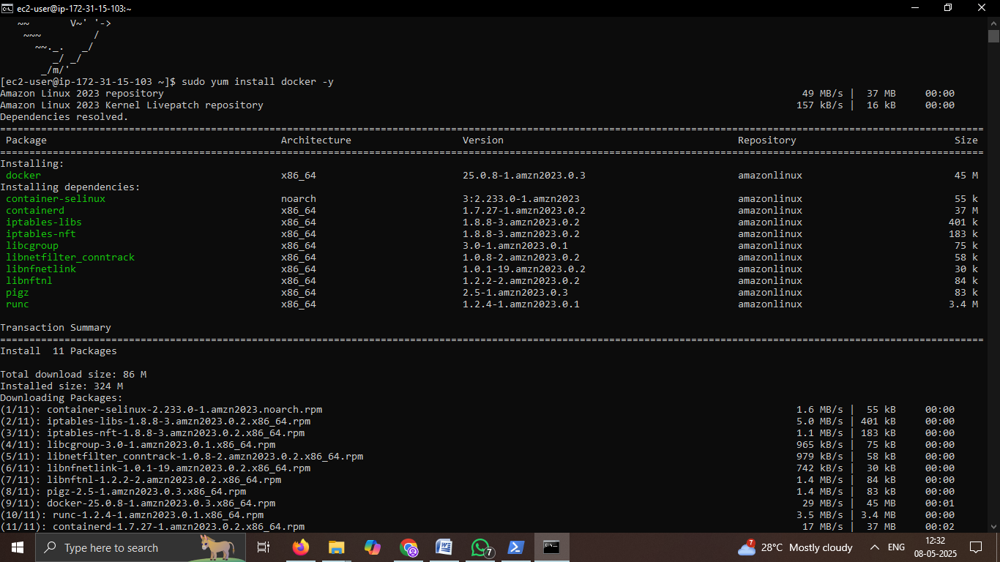 ec2-user@ip-172-31-15-103:~
~~       V~' '->
~~~         /
~~._.   _/
_/ _/
_/m/'
[ec2-user@ip-172-31-15-103 ~]$ sudo yum install docker -y
Amazon Linux 2023 repository 49 MB/s | 37 MB 00:00
Amazon Linux 2023 Kernel Livepatch repository 157 kB/s | 16 kB 00:00
Dependencies resolved.
================================================================================
Package Architecture Version Repository Size
================================================================================
Installing:
docker x86_64 25.0.8-1.amzn2023.0.3 amazonlinux 45 M
Installing dependencies:
container-selinux noarch 3:2.233.0-1.amzn2023 amazonlinux 55 k
containerd x86_64 1.7.27-1.amzn2023.0.2 amazonlinux 37 M
iptables-libs x86_64 1.8.8-3.amzn2023.0.2 amazonlinux 401 k
iptables-nft x86_64 1.8.8-3.amzn2023.0.2 amazonlinux 183 k
libcgroup x86_64 3.0-1.amzn2023.0.1 amazonlinux 75 k
libnetfilter_conntrack x86_64 1.0.8-2.amzn2023.0.2 amazonlinux 58 k
libnfnetlink x86_64 1.0.1-19.amzn2023.0.2 amazonlinux 30 k
libnftnl x86_64 1.2.2-2.amzn2023.0.2 amazonlinux 84 k
pigz x86_64 2.5-1.amzn2023.0.3 amazonlinux 83 k
runc x86_64 1.2.4-1.amzn2023.0.1 amazonlinux 3.4 M
Transaction Summary
================================================================================
Install  11 Packages
Total download size: 86 M
Installed size: 324 M
Downloading Packages:
(1/11): container-selinux-2.233.0-1.amzn2023.noarch.rpm 1.6 MB/s | 55 kB 00:00
(2/11): iptables-libs-1.8.8-3.amzn2023.0.2.x86_64.rpm 5.0 MB/s | 401 kB 00:00
(3/11): iptables-nft-1.8.8-3.amzn2023.0.2.x86_64.rpm 1.1 MB/s | 183 kB 00:00
(4/11): libcgroup-3.0-1.amzn2023.0.1.x86_64.rpm 965 kB/s | 75 kB 00:00
(5/11): libnetfilter_conntrack-1.0.8-2.amzn2023.0.2.x86_64.rpm 979 kB/s | 58 kB 00:00
(6/11): libnfnetlink-1.0.1-19.amzn2023.0.2.x86_64.rpm 742 kB/s | 30 kB 00:00
(7/11): libnftnl-1.2.2-2.amzn2023.0.2.x86_64.rpm 1.4 MB/s | 84 kB 00:00
(8/11): pigz-2.5-1.amzn2023.0.3.x86_64.rpm 1.4 MB/s | 83 kB 00:00
(9/11): docker-25.0.8-1.amzn2023.0.3.x86_64.rpm 29 MB/s | 45 MB 00:01
(10/11): runc-1.2.4-1.amzn2023.0.1.x86_64.rpm 3.5 MB/s | 3.4 MB 00:00
(11/11): containerd-1.7.27-1.amzn2023.0.2.x86_64.rpm 17 MB/s | 37 MB 00:02
Type here to search 7 7 28°C Mostly cloudy ENG 12:32
08-05-2025